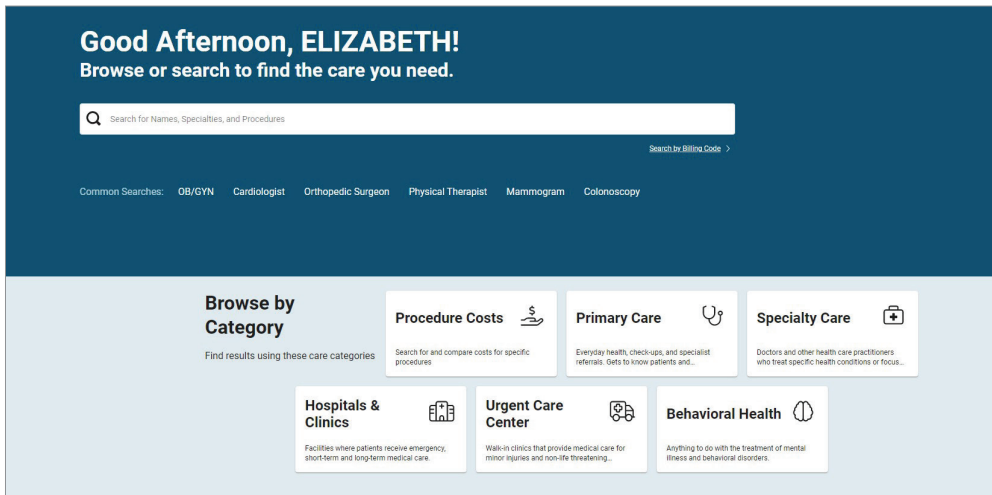 Good Afternoon, ELIZABETH!
Browse or search to find the care you need.
Search for Names, Specialties, and Procedures
Search by Billing Code >
Common Searches: OB/GYN Cardiologist Orthopedic Surgeon Physical Therapist Mammogram Colonoscopy
Browse by
Category
Find results using these care categories
Procedure Costs
Search for and compare costs for specific
procedures
Primary Care
Everyday health, check-ups, and specialist
referrals. Gets to know patients and...
Specialty Care
Doctors and other health care practitioners
who treat specific health conditions or focus...
Hospitals &
Clinics
Facilities where patients receive emergency,
short-term and long-term medical care.
Urgent Care
Center
Walk-in clinics that provide medical care for
minor injuries and non-life threatening...
Behavioral Health
Anything to do with the treatment of mental
illness and behavioral disorders.